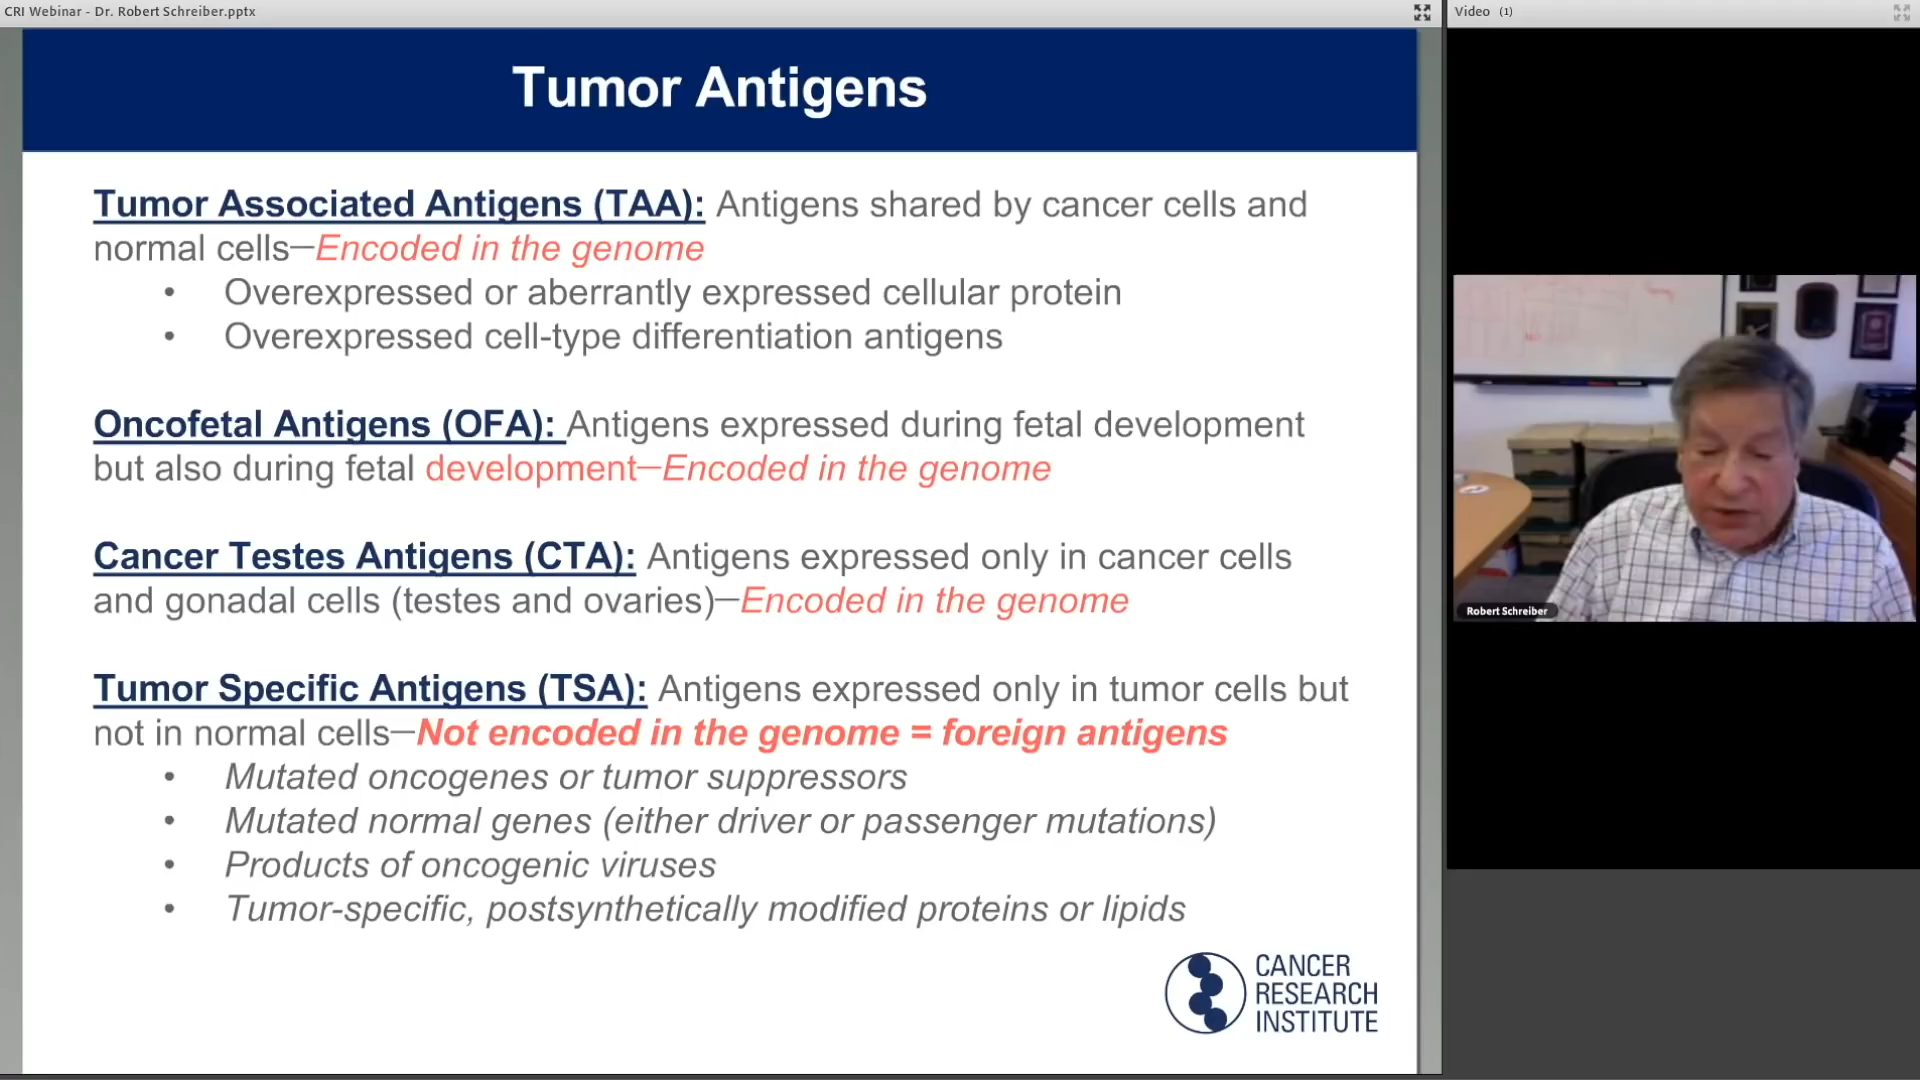 CRI Webinar - Dr. Robert Schreiber.pptx
Video (1)
Tumor Antigens
Tumor Associated Antigens (TAA): Antigens shared by cancer cells and
normal cells—Encoded in the genome
• Overexpressed or aberrantly expressed cellular protein
• Overexpressed cell-type differentiation antigens
Oncofetal Antigens (OFA): Antigens expressed during fetal development
but also during fetal development—Encoded in the genome
Cancer Testes Antigens (CTA): Antigens expressed only in cancer cells
and gonadal cells (testes and ovaries)—Encoded in the genome
Tumor Specific Antigens (TSA): Antigens expressed only in tumor cells but
not in normal cells—Not encoded in the genome = foreign antigens
• Mutated oncogenes or tumor suppressors
• Mutated normal genes (either driver or passenger mutations)
• Products of oncogenic viruses
• Tumor-specific, postsynthetically modified proteins or lipids
CANCER
RESEARCH
INSTITUTE
Robert Schreiber